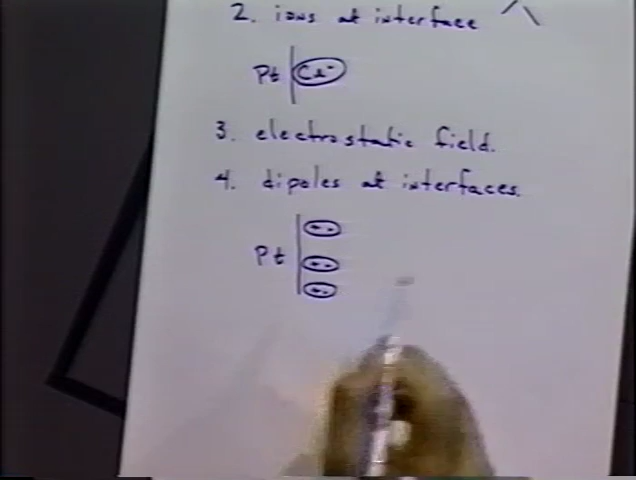 2. ions at interface
Pt | Cl⁻
3. electrostatic field.
4. dipoles at interfaces.
Pt